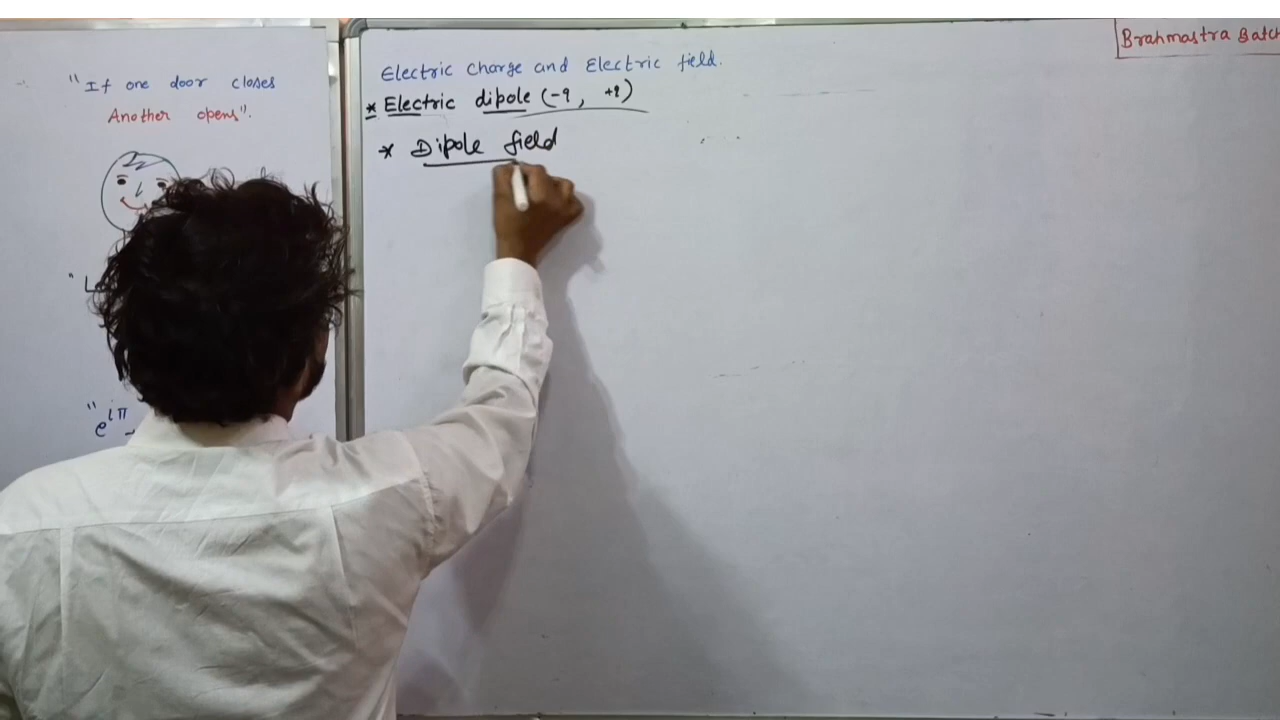 "If one door closes
Another opens".
"
"e^iπ
Brahmastra Batch
Electric charge and Electric field.
* Electric dipole (-q, +q)
* Dipole field